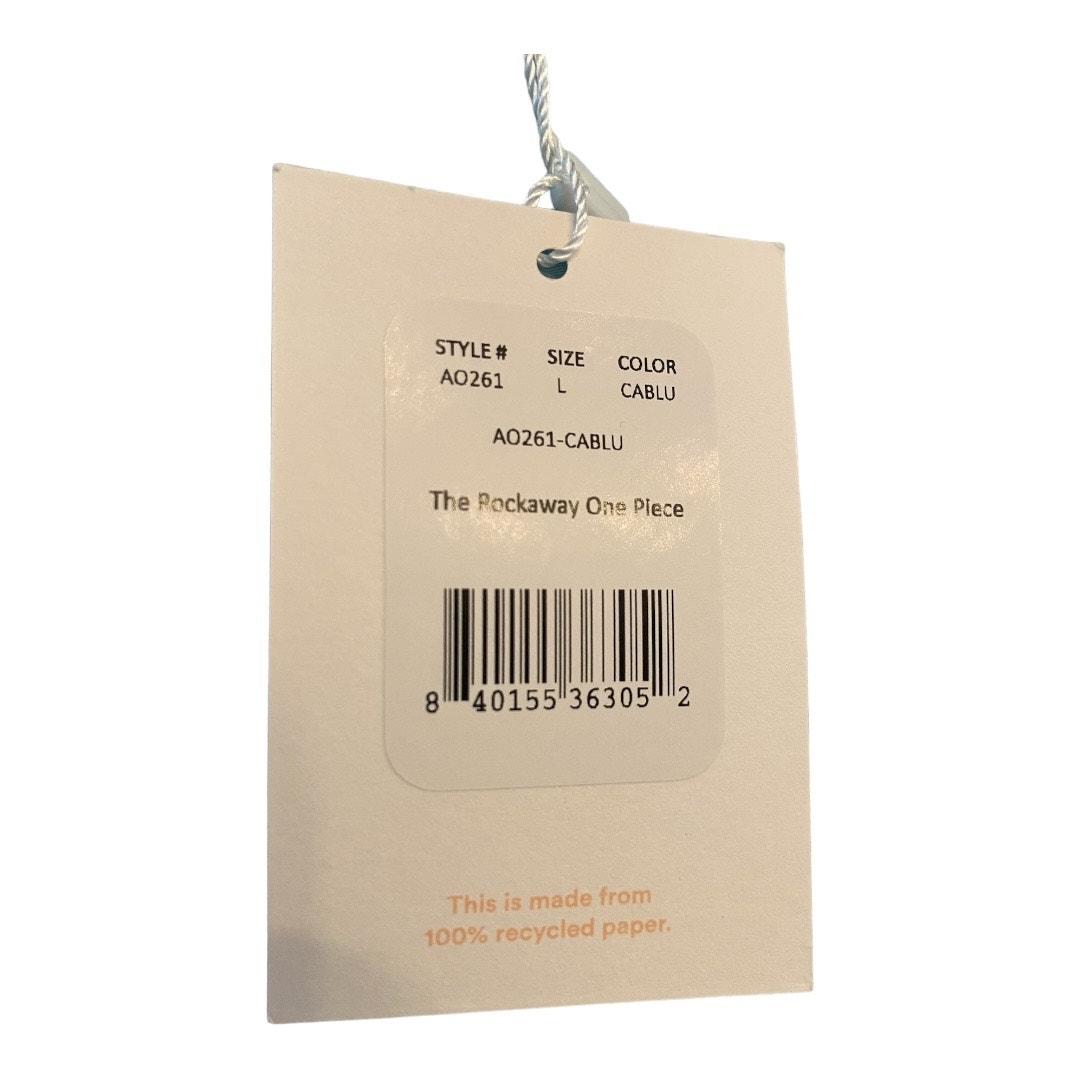 STYLE # SIZE COLOR
AO261 L CABLU
AO261-CABLU
The Rockaway One Piece
8 40155 36305 2
This is made from
100% recycled paper.